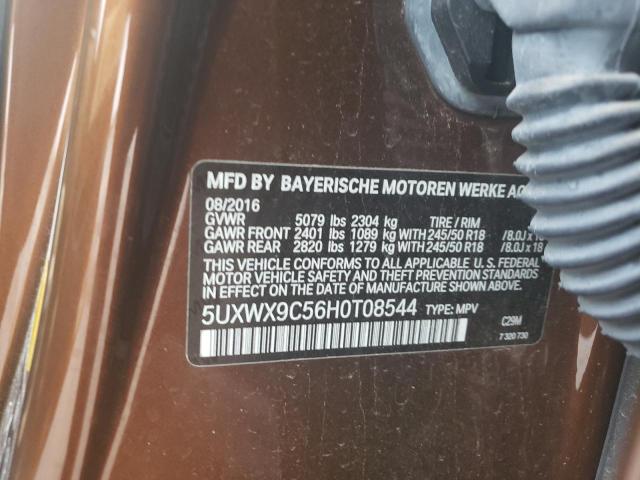 MFD BY BAYERISCHE MOTOREN WERKE AG
08/2016
GVWR 5079 lbs 2304 kg TIRE / RIM
GAWR FRONT 2401 lbs 1089 kg WITH 245/50 R18 /8.0J x 18
GAWR REAR 2820 lbs 1279 kg WITH 245/50 R18 /8.0J x 18
THIS VEHICLE CONFORMS TO ALL APPLICABLE U. S. FEDERAL
MOTOR VEHICLE SAFETY AND THEFT PREVENTION STANDARDS
IN EFFECT ON THE DATE OF MANUFACTURE SHOWN ABOVE.
5UXWX9C56H0T08544 TYPE: MPV
C29M
7 320 730